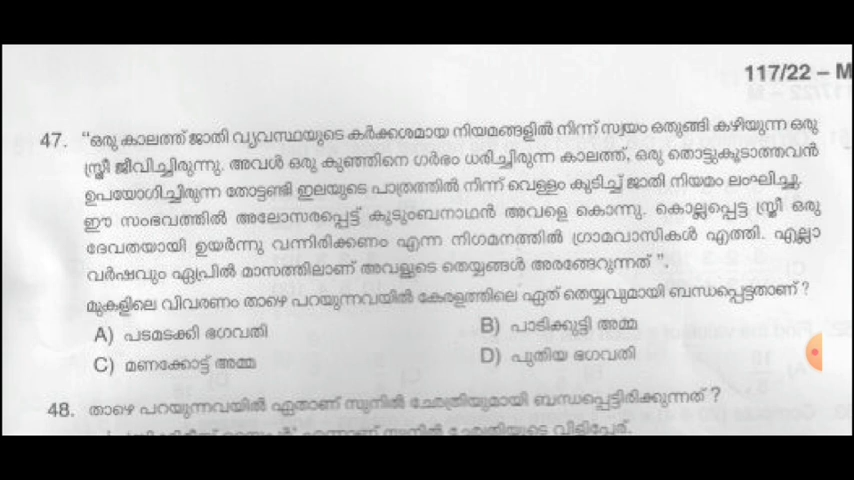 117/22 – M
47. "ഒരു കാലത്ത് ജാതി വ്യവസ്ഥയുടെ കർക്കശമായ നിയമങ്ങളിൽ നിന്ന് സ്വയം ഒതുങ്ങി കഴിയുന്ന ഒരു
സ്ത്രീ ജീവിച്ചിരുന്നു. അവൾ ഒരു കുഞ്ഞിനെ ഗർഭം ധരിച്ചിരുന്ന കാലത്ത്, ഒരു തൊട്ടുകൂടാത്തവൻ
ഉപയോഗിച്ചിരുന്ന തോട്ടണ്ടി ഇലയുടെ പാത്രത്തിൽ നിന്ന് വെള്ളം കുടിച്ച് ജാതി നിയമം ലംഘിച്ചു.
ഈ സംഭവത്തിൽ അലോസരപ്പെട്ട് കുടുംബനാഥൻ അവളെ കൊന്നു. കൊല്ലപ്പെട്ട സ്ത്രീ ഒരു
ദേവതയായി ഉയർന്നു വന്നിരിക്കണം എന്ന നിഗമനത്തിൽ ഗ്രാമവാസികൾ എത്തി. എല്ലാ
വർഷവും ഏപ്രിൽ മാസത്തിലാണ് അവളുടെ തെയ്യങ്ങൾ അരങ്ങേറുന്നത് ".
മുകളിലെ വിവരണം താഴെ പറയുന്നവയിൽ കേരളത്തിലെ ഏത് തെയ്യവുമായി ബന്ധപ്പെട്ടതാണ് ?
A) പടമടക്കി ഭഗവതി
B) പാടിക്കുട്ടി അമ്മ
C) മണക്കോട്ട് അമ്മ
D) പുതിയ ഭഗവതി
48. താഴെ പറയുന്നവയിൽ ഏതാണ് സുനിൽ ഛേത്രിയുമായി ബന്ധപ്പെട്ടിരിക്കുന്നത് ?
സുനിൽ ഛേത്രിയുടെ വിളിപ്പേര്.